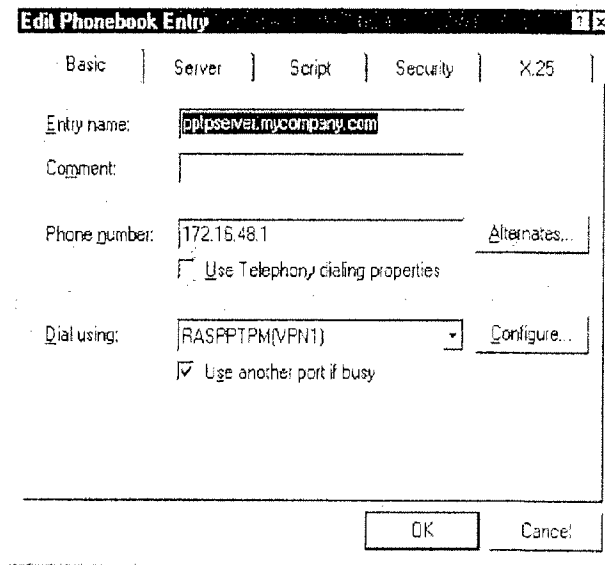 Edit Phonebook Entry
Basic Server Script Security X.25
Entry name: pptpserver.mycompany.com
Comment:
Phone number: 172.16.48.1 Alternates...
Use Telephony dialing properties
Dial using: RASPPTPM(VPN1) Configure...
Use another port if busy
OK Cancel